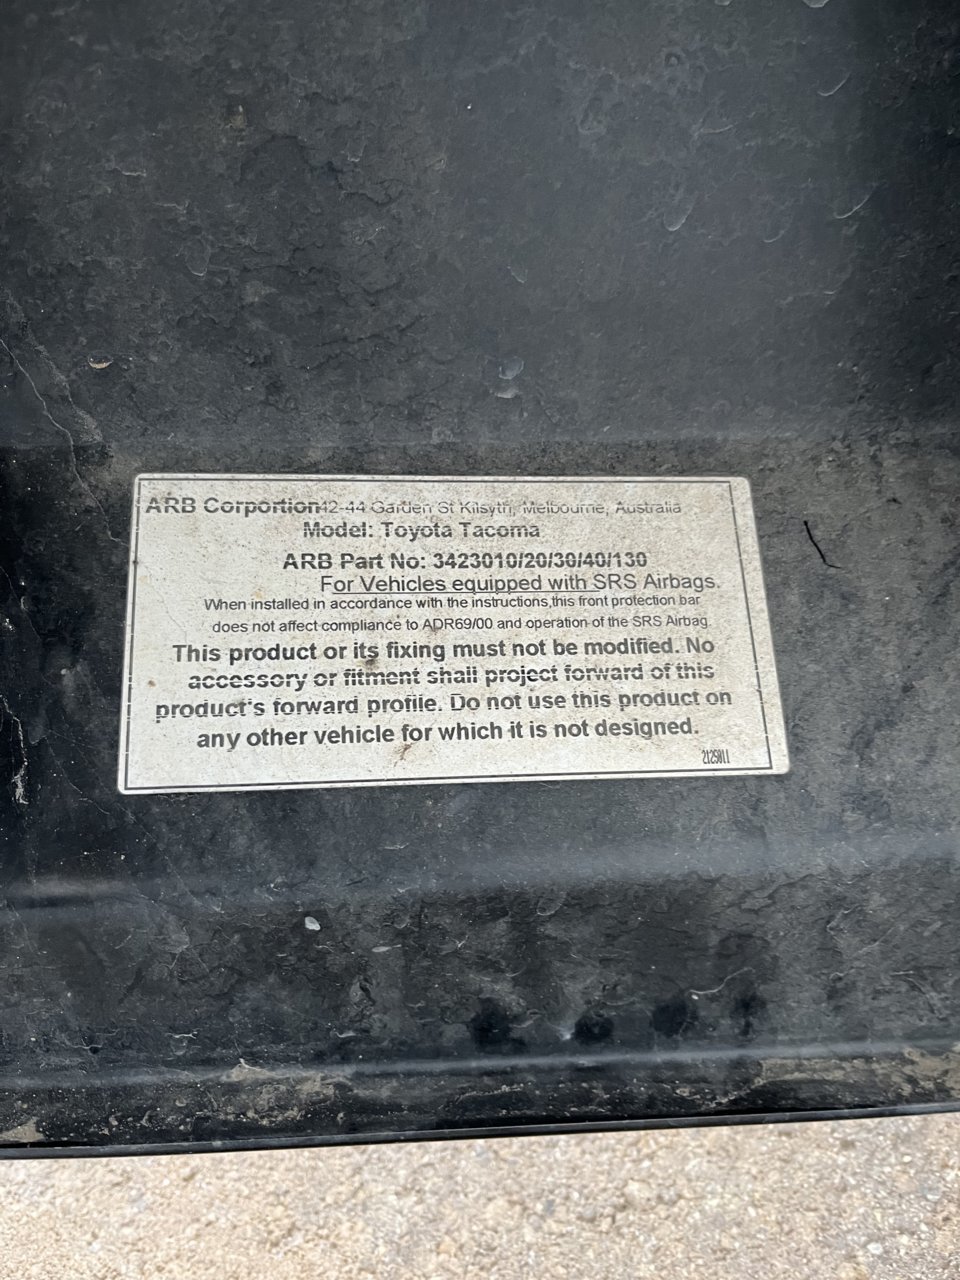 ARB Corportion 42-44 Garden St Kilsyth, Melbourne, Australia
Model: Toyota Tacoma
ARB Part No: 3423010/20/30/40/130
For Vehicles equipped with SRS Airbags.
When installed in accordance with the instructions,this front protection bar
does not affect compliance to ADR69/00 and operation of the SRS Airbag.
This product or its fixing must not be modified. No
accessory or fitment shall project forward of this
product's forward profile. Do not use this product on
any other vehicle for which it is not designed.